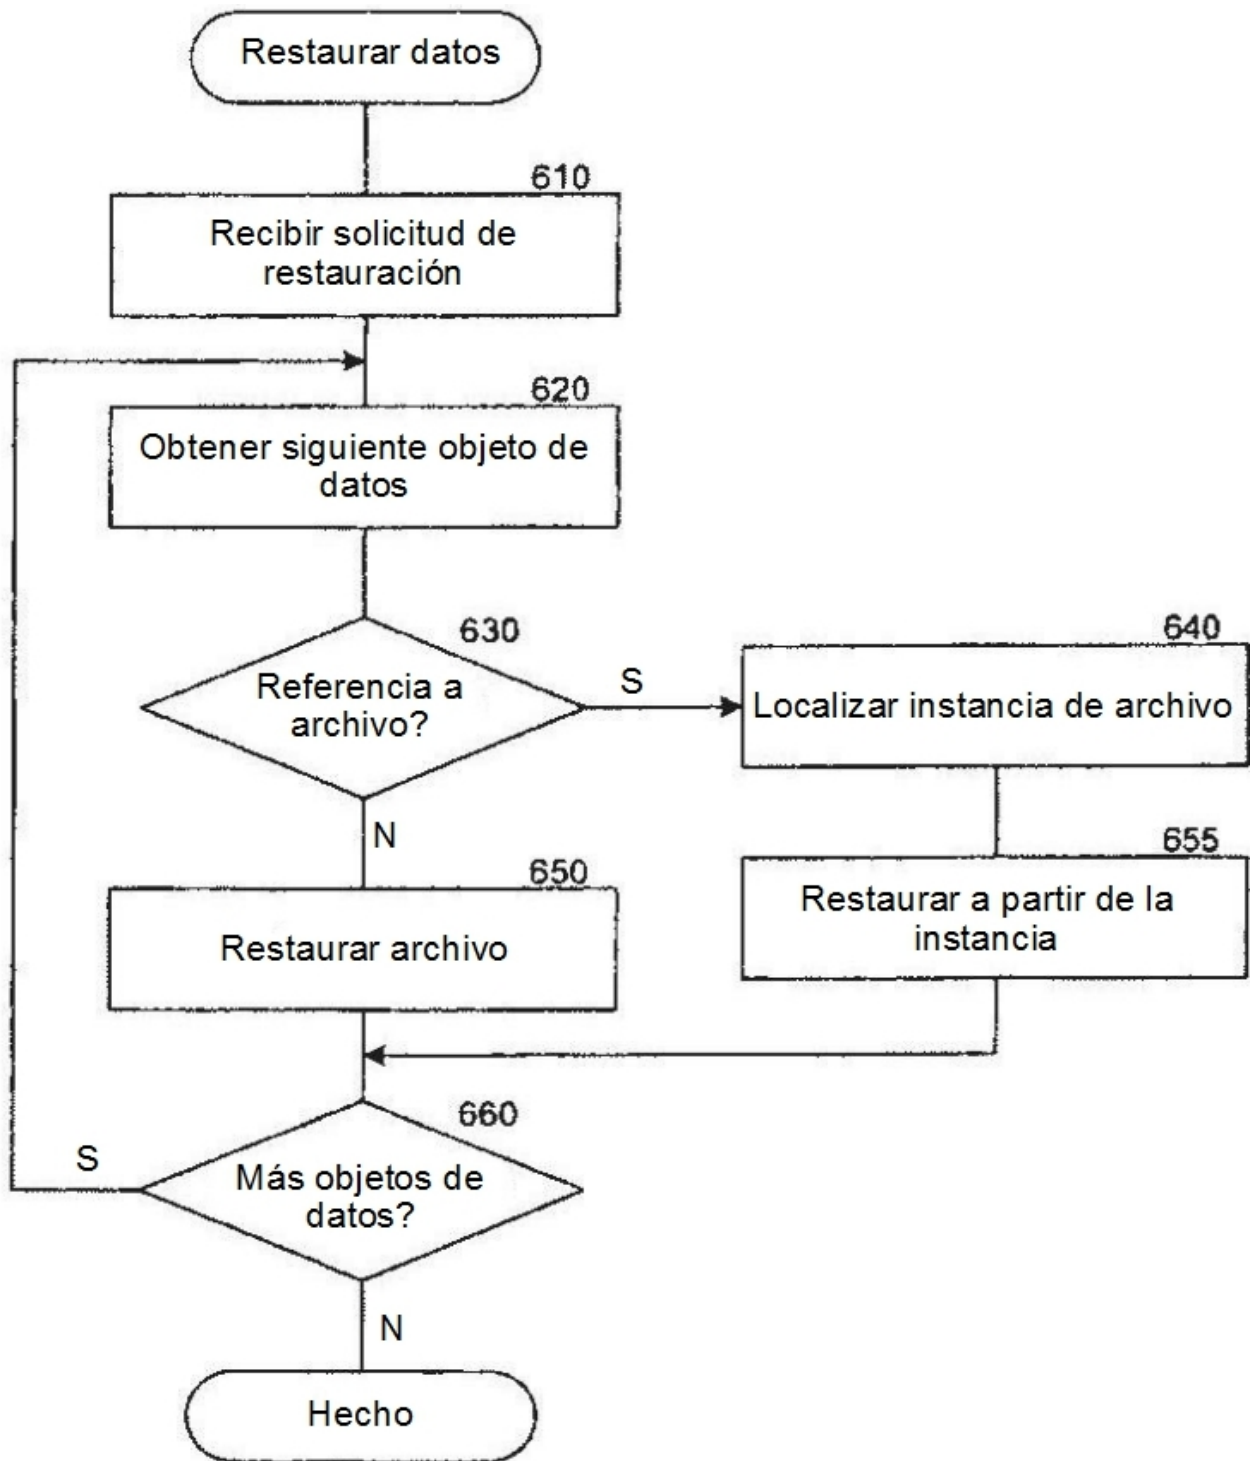 Restaurar datos
610
Recibir solicitud de
restauración
620
Obtener siguiente objeto de
datos
630
Referencia a
archivo?
S
640
Localizar instancia de archivo
N
655
Restaurar a partir de la
instancia
650
Restaurar archivo
660
Más objetos de
datos?
S
N
Hecho